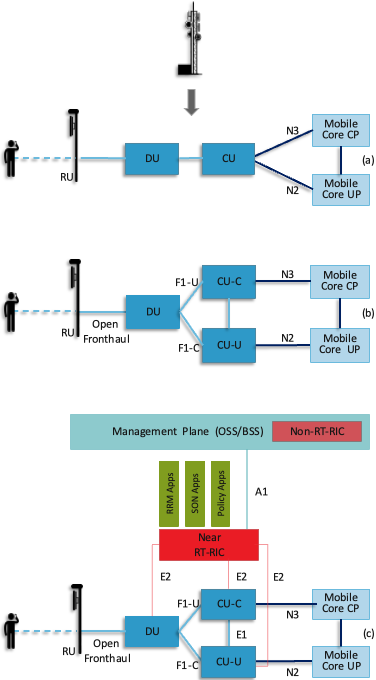 N3
Mobile
Core CP
DU
CU
(a)
RU
N2
Mobile
Core UP
F1-U
CU-C
N3
Mobile
Core CP
DU
(b)
RU
Open
Fronthaul
F1-C
CU-U
N2
Mobile
Core UP
Management Plane (OSS/BSS)
Non-RT-RIC
RRM Apps
SON Apps
Policy Apps
A1
Near
RT-RIC
E2
E2
E2
F1-U
CU-C
N3
Mobile
Core CP
DU
E1
(c)
RU
Open
Fronthaul
F1-C
CU-U
N2
Mobile
Core UP